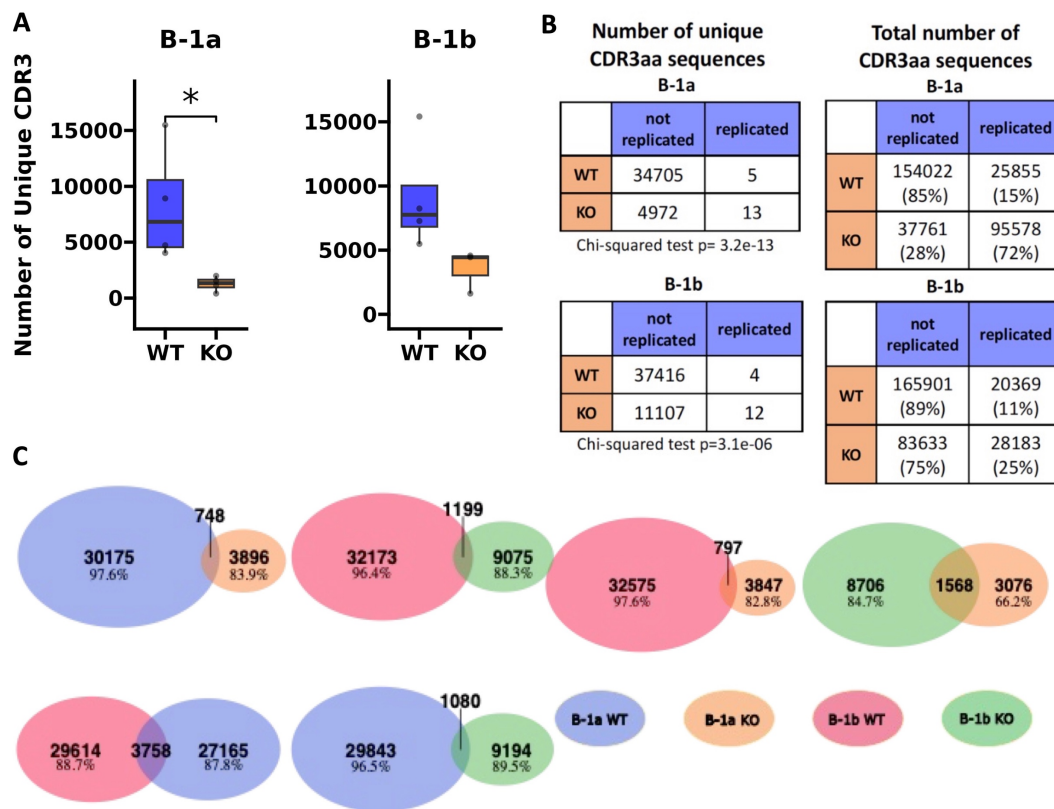 A
B-1a
B-1b
Number of Unique CDR3
*
15000
10000
5000
0
WT KO
15000
10000
5000
0
WT KO
B
Number of unique
CDR3aa sequences
B-1a
not
replicated
replicated
WT
34705
5
KO
4972
13
Chi-squared test p= 3.2e-13
B-1b
not
replicated
replicated
WT
37416
4
KO
11107
12
Chi-squared test p=3.1e-06
Total number of
CDR3aa sequences
B-1a
not
replicated
replicated
WT
154022
(85%)
25855
(15%)
KO
37761
(28%)
95578
(72%)
B-1b
not
replicated
replicated
WT
165901
(89%)
20369
(11%)
KO
83633
(75%)
28183
(25%)
C
748
30175
97.6%
3896
83.9%
1199
32173
96.4%
9075
88.3%
797
32575
97.6%
3847
82.8%
8706
84.7%
1568
3076
66.2%
29614
88.7%
3758
27165
87.8%
1080
29843
96.5%
9194
89.5%
B-1a WT
B-1a KO
B-1b WT
B-1b KO